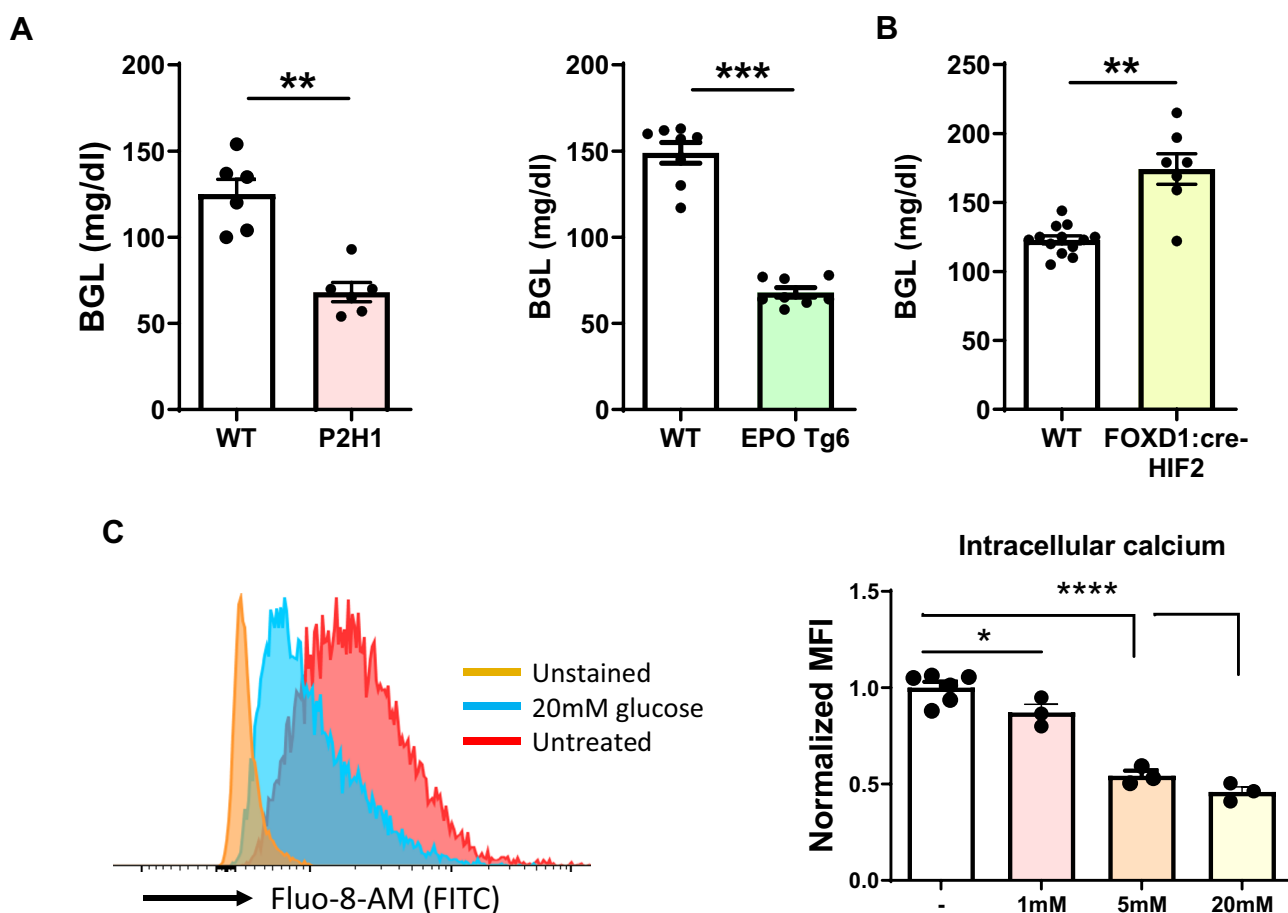 A
B
BGL (mg/dl)
200
150
100
50
0
**
WT
P2H1
BGL (mg/dl)
200
150
100
50
0
***
WT
EPO Tg6
BGL (mg/dl)
250
200
150
100
50
0
**
WT
FOXD1:cre-
HIF2
C
Unstained
20mM glucose
Untreated
Fluo-8-AM (FITC)
Intracellular calcium
Normalized MFI
1.5
1.0
0.5
0.0
****
*
-
1mM
5mM
20mM